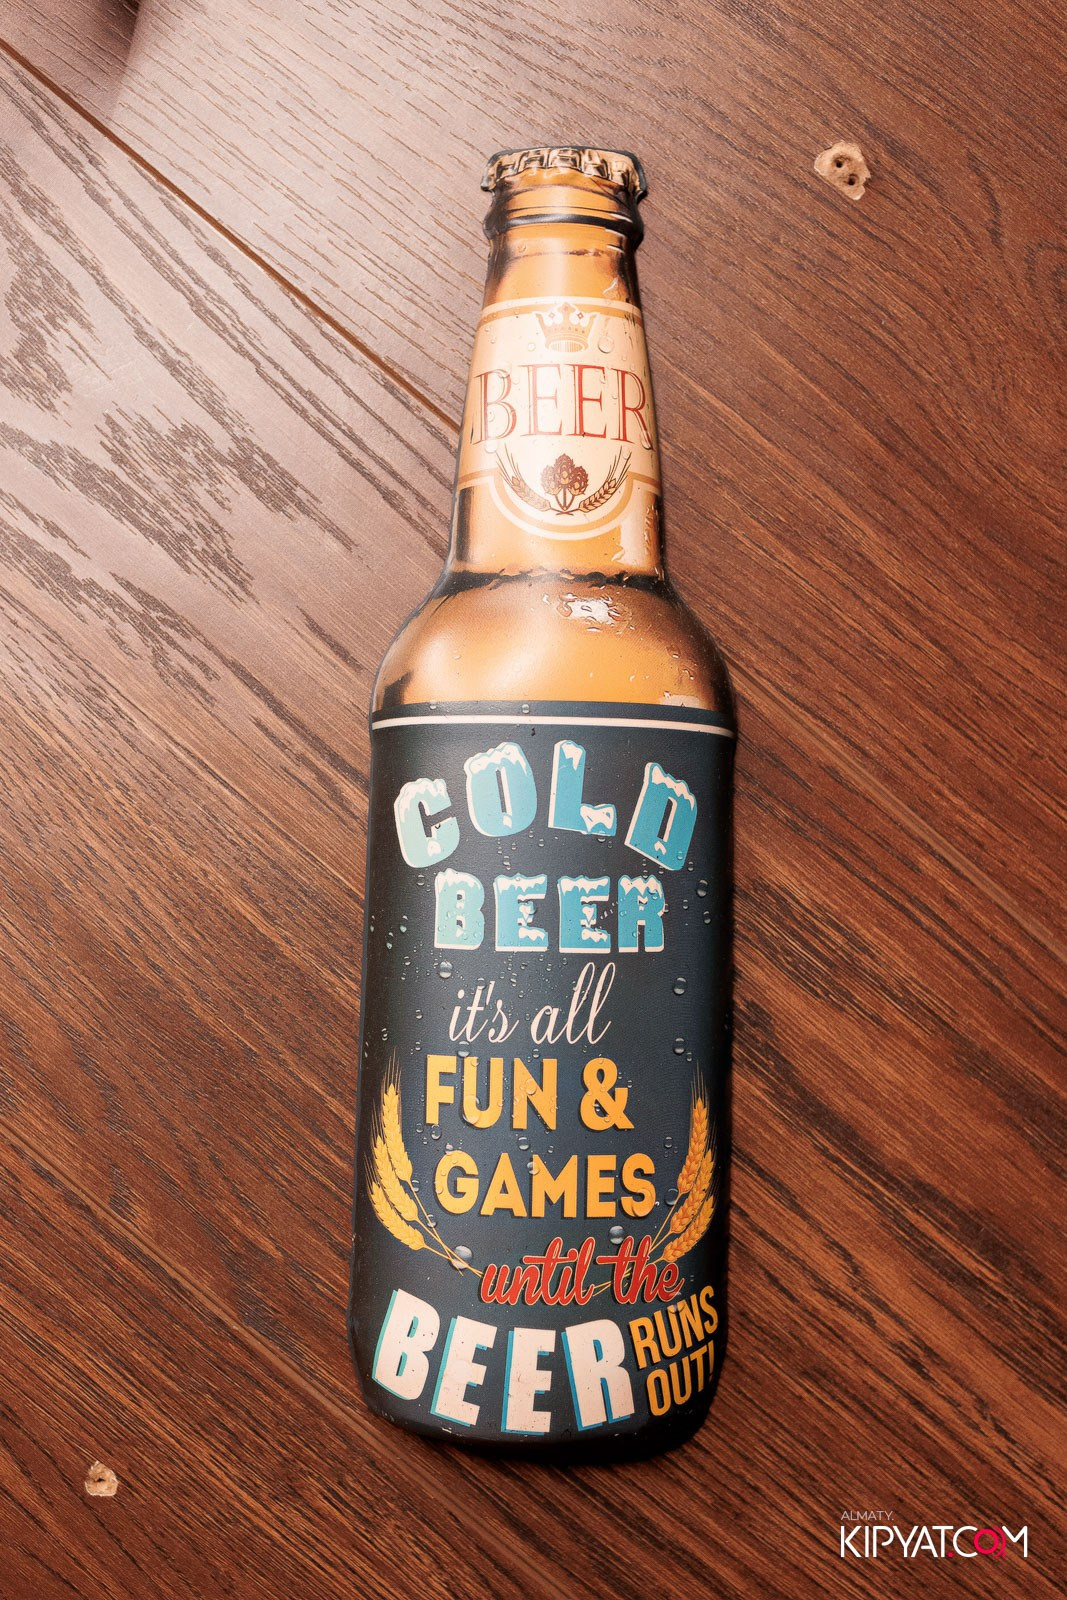 BEER
COLD
BEER
it's all
FUN &
GAMES
until the
BEER RUNS
OUT!
ALMATY.
KIPYAT.COM